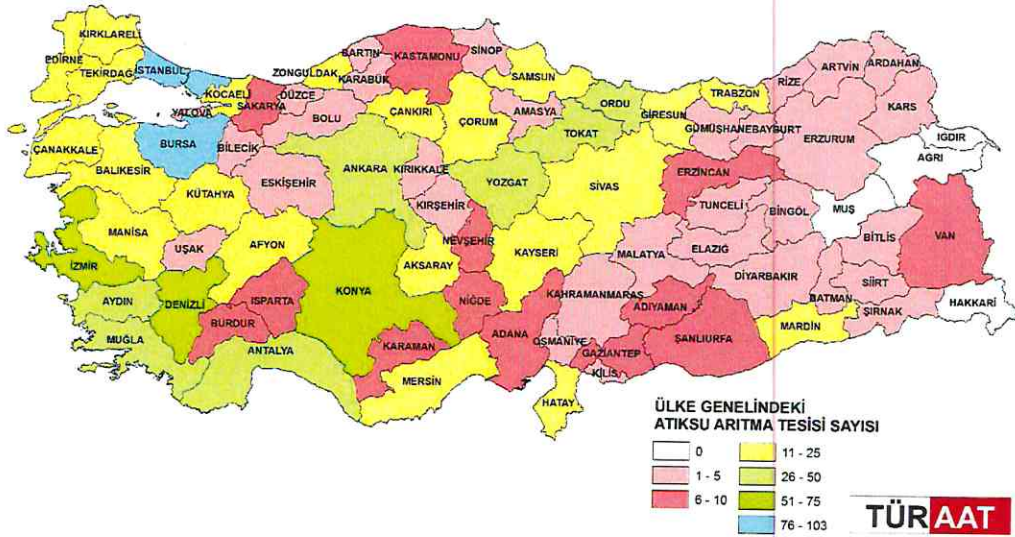 KIRKLARELİ
EDİRNE
TEKİRDAĞ
İSTANBUL
KOCAELİ
YALOVA
SAKARYA
DÜZCE
ZONGULDAK
BARTIN
KARABÜK
KASTAMONU
SİNOP
SAMSUN
BOLU
ÇANKIRI
ÇORUM
AMASYA
ORDU
TOKAT
GİRESUN
TRABZON
RİZE
ARTVİN
ARDAHAN
KARS
GÜMÜŞHANE
BAYBURT
ERZURUM
IGDIR
AGRI
ÇANAKKALE
BALIKESİR
BURSA
BİLECİK
ESKİŞEHİR
KÜTAHYA
ANKARA
KIRIKKALE
KIRŞEHİR
YOZGAT
SİVAS
ERZİNCAN
TUNCELİ
BİNGÖL
MUŞ
BİTLİS
VAN
MANİSA
UŞAK
AFYON
İZMİR
AYDIN
DENİZLİ
MUĞLA
BURDUR
ISPARTA
ANTALYA
KONYA
AKSARAY
NEVŞEHİR
NİĞDE
KAYSERİ
KARAMAN
MERSİN
ADANA
KAHRAMANMARAŞ
OSMANİYE
HATAY
MALATYA
ELAZIĞ
DİYARBAKIR
ADIYAMAN
GAZİANTEP
KİLİS
ŞANLIURFA
MARDİN
BATMAN
SİİRT
ŞIRNAK
HAKKARİ
ÜLKE GENELİNDEKİ
ATIKSU ARITMA TESİSİ SAYISI
0
1 - 5
6 - 10
11 - 25
26 - 50
51 - 75
76 - 103
TÜRAAT